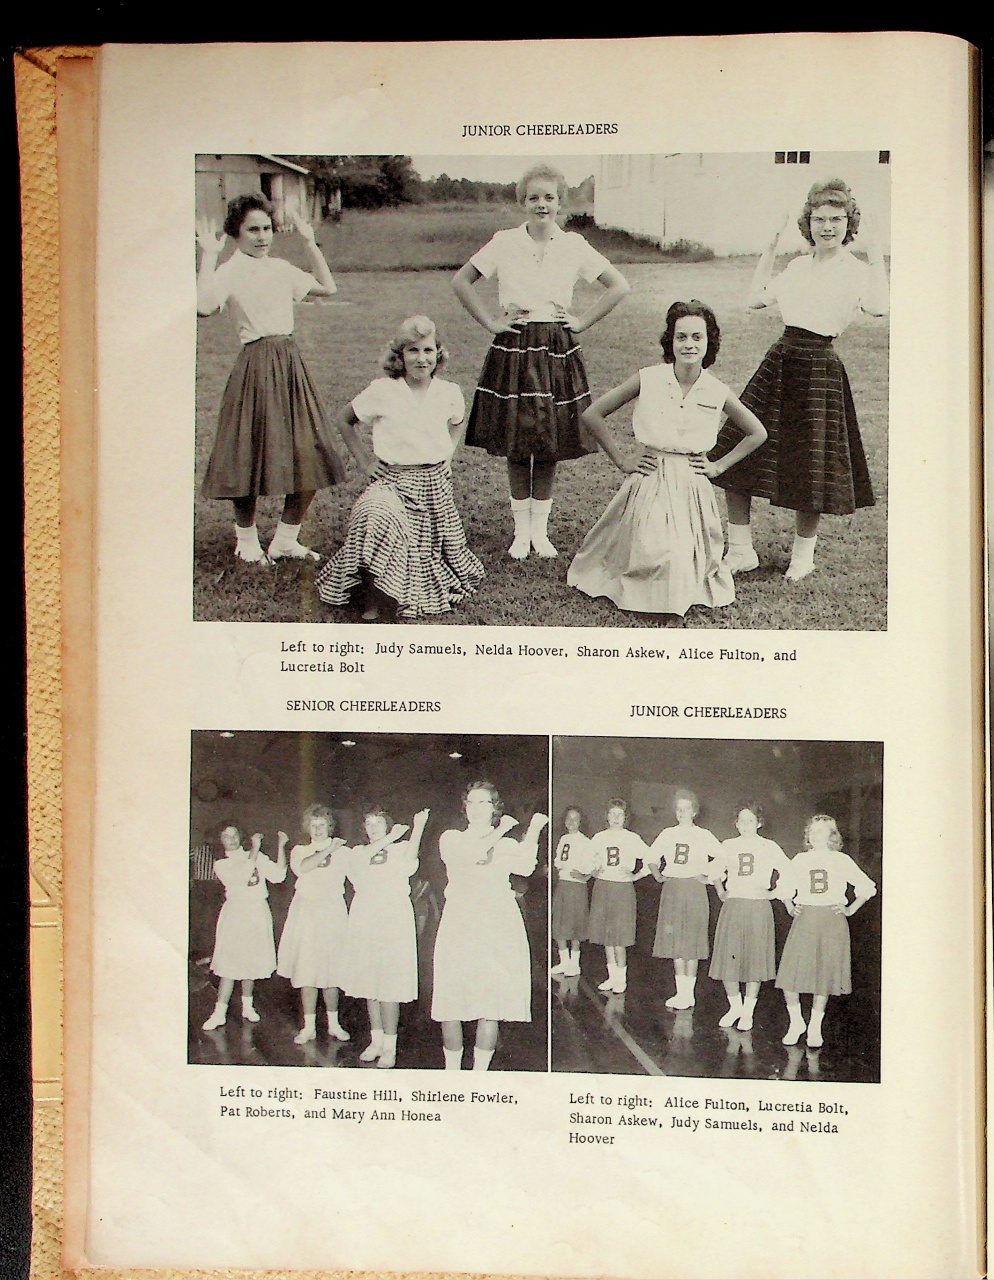 JUNIOR CHEERLEADERS
Left to right: Judy Samuels, Nelda Hoover, Sharon Askew, Alice Fulton, and
Lucretia Bolt
SENIOR CHEERLEADERS
B
B
B
Left to right: Faustine Hill, Shirlene Fowler,
Pat Roberts, and Mary Ann Honea
JUNIOR CHEERLEADERS
B
B
B
B
B
Left to right: Alice Fulton, Lucretia Bolt,
Sharon Askew, Judy Samuels, and Nelda
Hoover